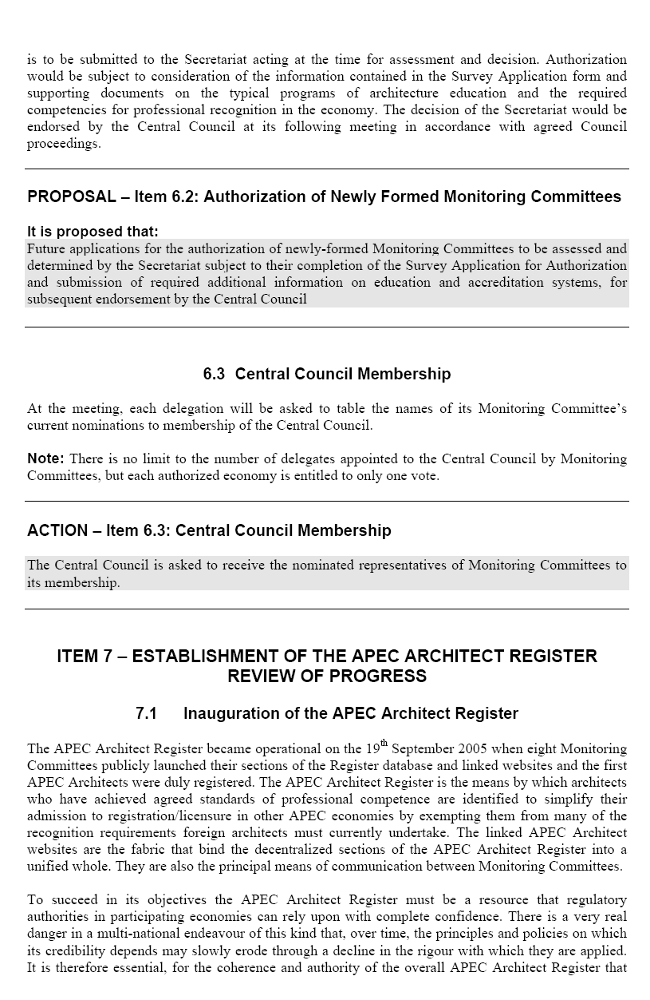 is to be submitted to the Secretariat acting at the time for assessment and decision. Authorization
would be subject to consideration of the information contained in the Survey Application form and
supporting documents on the typical programs of architecture education and the required
competencies for professional recognition in the economy. The decision of the Secretariat would be
endorsed by the Central Council at its following meeting in accordance with agreed Council
proceedings.
PROPOSAL – Item 6.2: Authorization of Newly Formed Monitoring Committees
It is proposed that:
Future applications for the authorization of newly-formed Monitoring Committees to be assessed and
determined by the Secretariat subject to their completion of the Survey Application for Authorization
and submission of required additional information on education and accreditation systems, for
subsequent endorsement by the Central Council
6.3 Central Council Membership
At the meeting, each delegation will be asked to table the names of its Monitoring Committee’s
current nominations to membership of the Central Council.
Note: There is no limit to the number of delegates appointed to the Central Council by Monitoring
Committees, but each authorized economy is entitled to only one vote.
ACTION – Item 6.3: Central Council Membership
The Central Council is asked to receive the nominated representatives of Monitoring Committees to
its membership.
ITEM 7 – ESTABLISHMENT OF THE APEC ARCHITECT REGISTER
REVIEW OF PROGRESS
7.1 Inauguration of the APEC Architect Register
The APEC Architect Register became operational on the 19th September 2005 when eight Monitoring
Committees publicly launched their sections of the Register database and linked websites and the first
APEC Architects were duly registered. The APEC Architect Register is the means by which architects
who have achieved agreed standards of professional competence are identified to simplify their
admission to registration/licensure in other APEC economies by exempting them from many of the
recognition requirements foreign architects must currently undertake. The linked APEC Architect
websites are the fabric that bind the decentralized sections of the APEC Architect Register into a
unified whole. They are also the principal means of communication between Monitoring Committees.
To succeed in its objectives the APEC Architect Register must be a resource that regulatory
authorities in participating economies can rely upon with complete confidence. There is a very real
danger in a multi-national endeavour of this kind that, over time, the principles and policies on which
its credibility depends may slowly erode through a decline in the rigour with which they are applied.
It is therefore essential, for the coherence and authority of the overall APEC Architect Register that